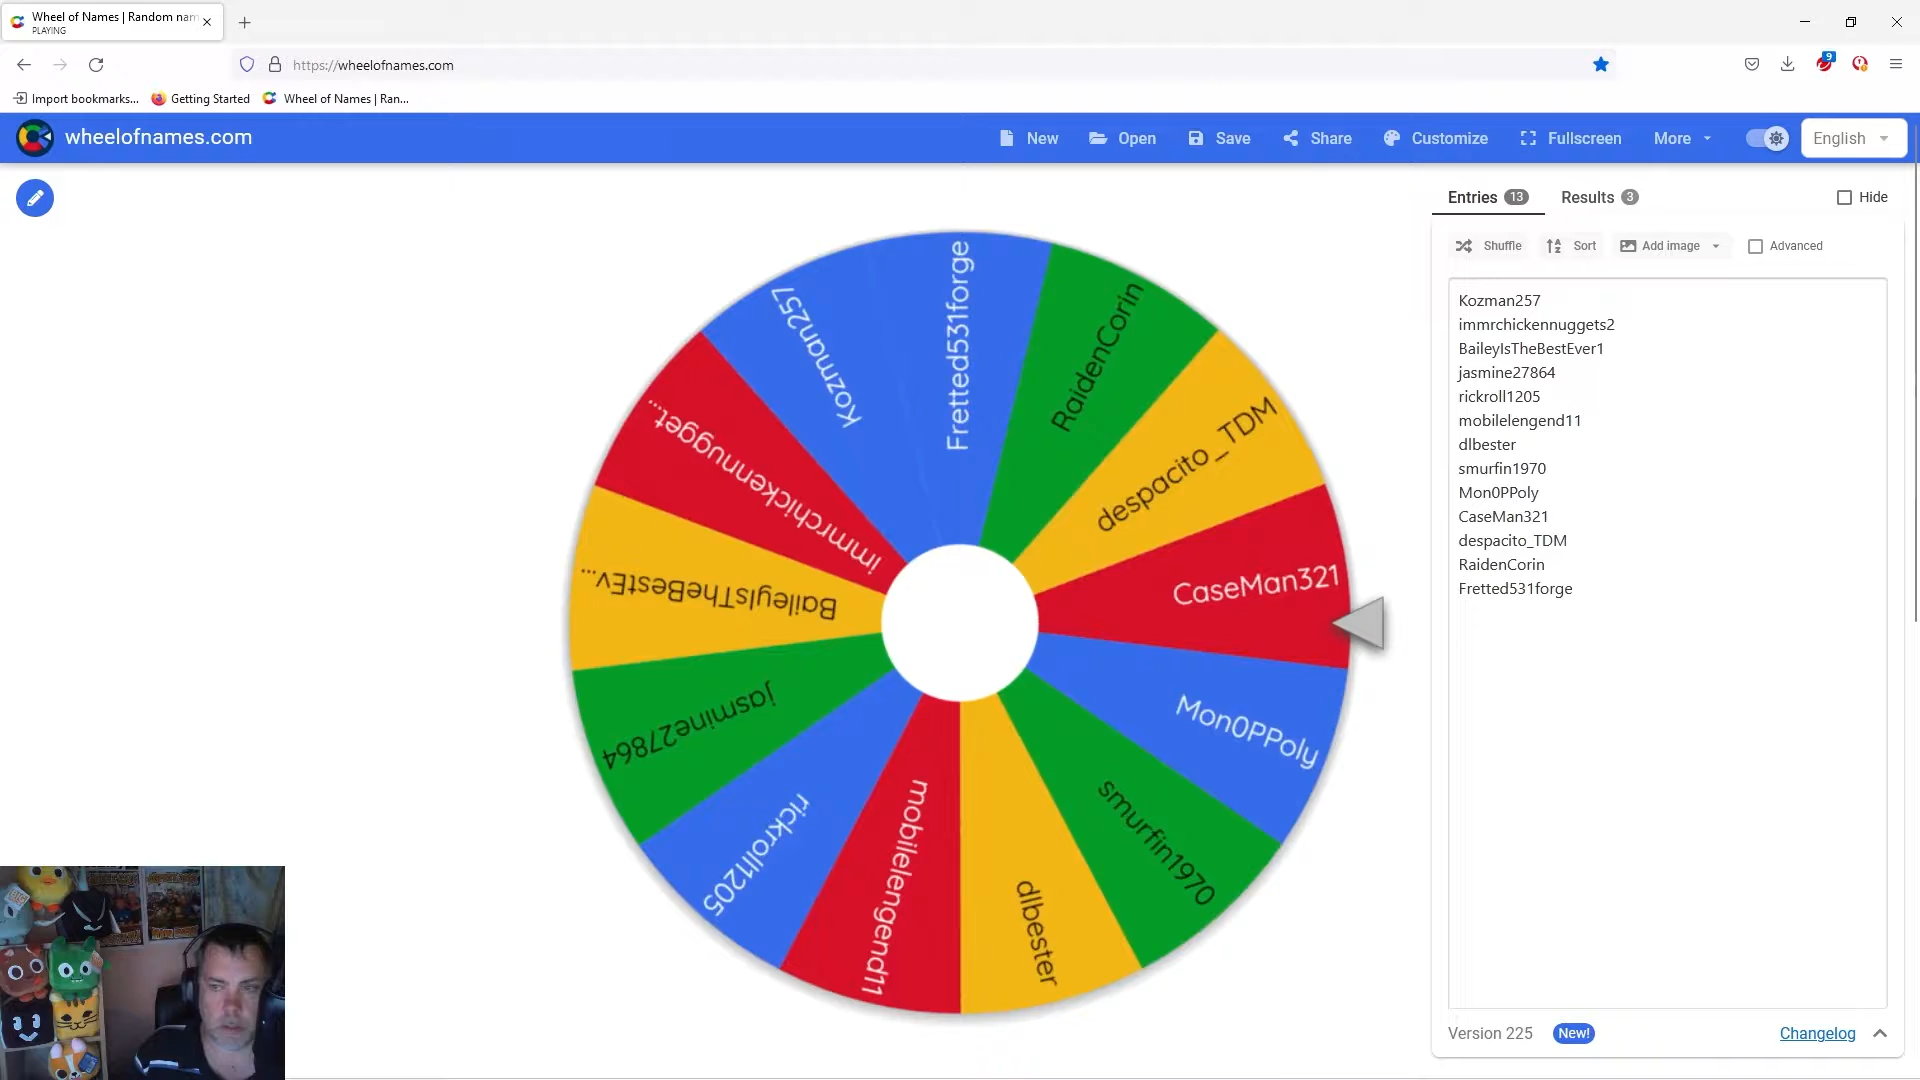 Wheel of Names | Random nam
PLAYING
https://wheelofnames.com
9
Import bookmarks...
Getting Started
Wheel of Names | Ran...
wheelofnames.com
New
Open
Save
Share
Customize
Fullscreen
More
English
Entries 13
Results 3
Hide
Shuffle
Sort
Add image
Advanced
Kozman257
immrchickennuggets2
BaileyIsTheBestEver1
jasmine27864
rickroll1205
mobilelengend11
dlbester
smurfin1970
Mon0PPoly
CaseMan321
despacito_TDM
RaidenCorin
Fretted531forge
Fretted531forge
RaidenCorin
despacito_TDM
CaseMan321
Mon0PPoly
smurfin1970
dlbester
mobilelengend11
rickroll1205
jasmine27864
BaileyIsTheBestEv...
immrchickennugget...
Kozman257
Version 225
New!
Changelog